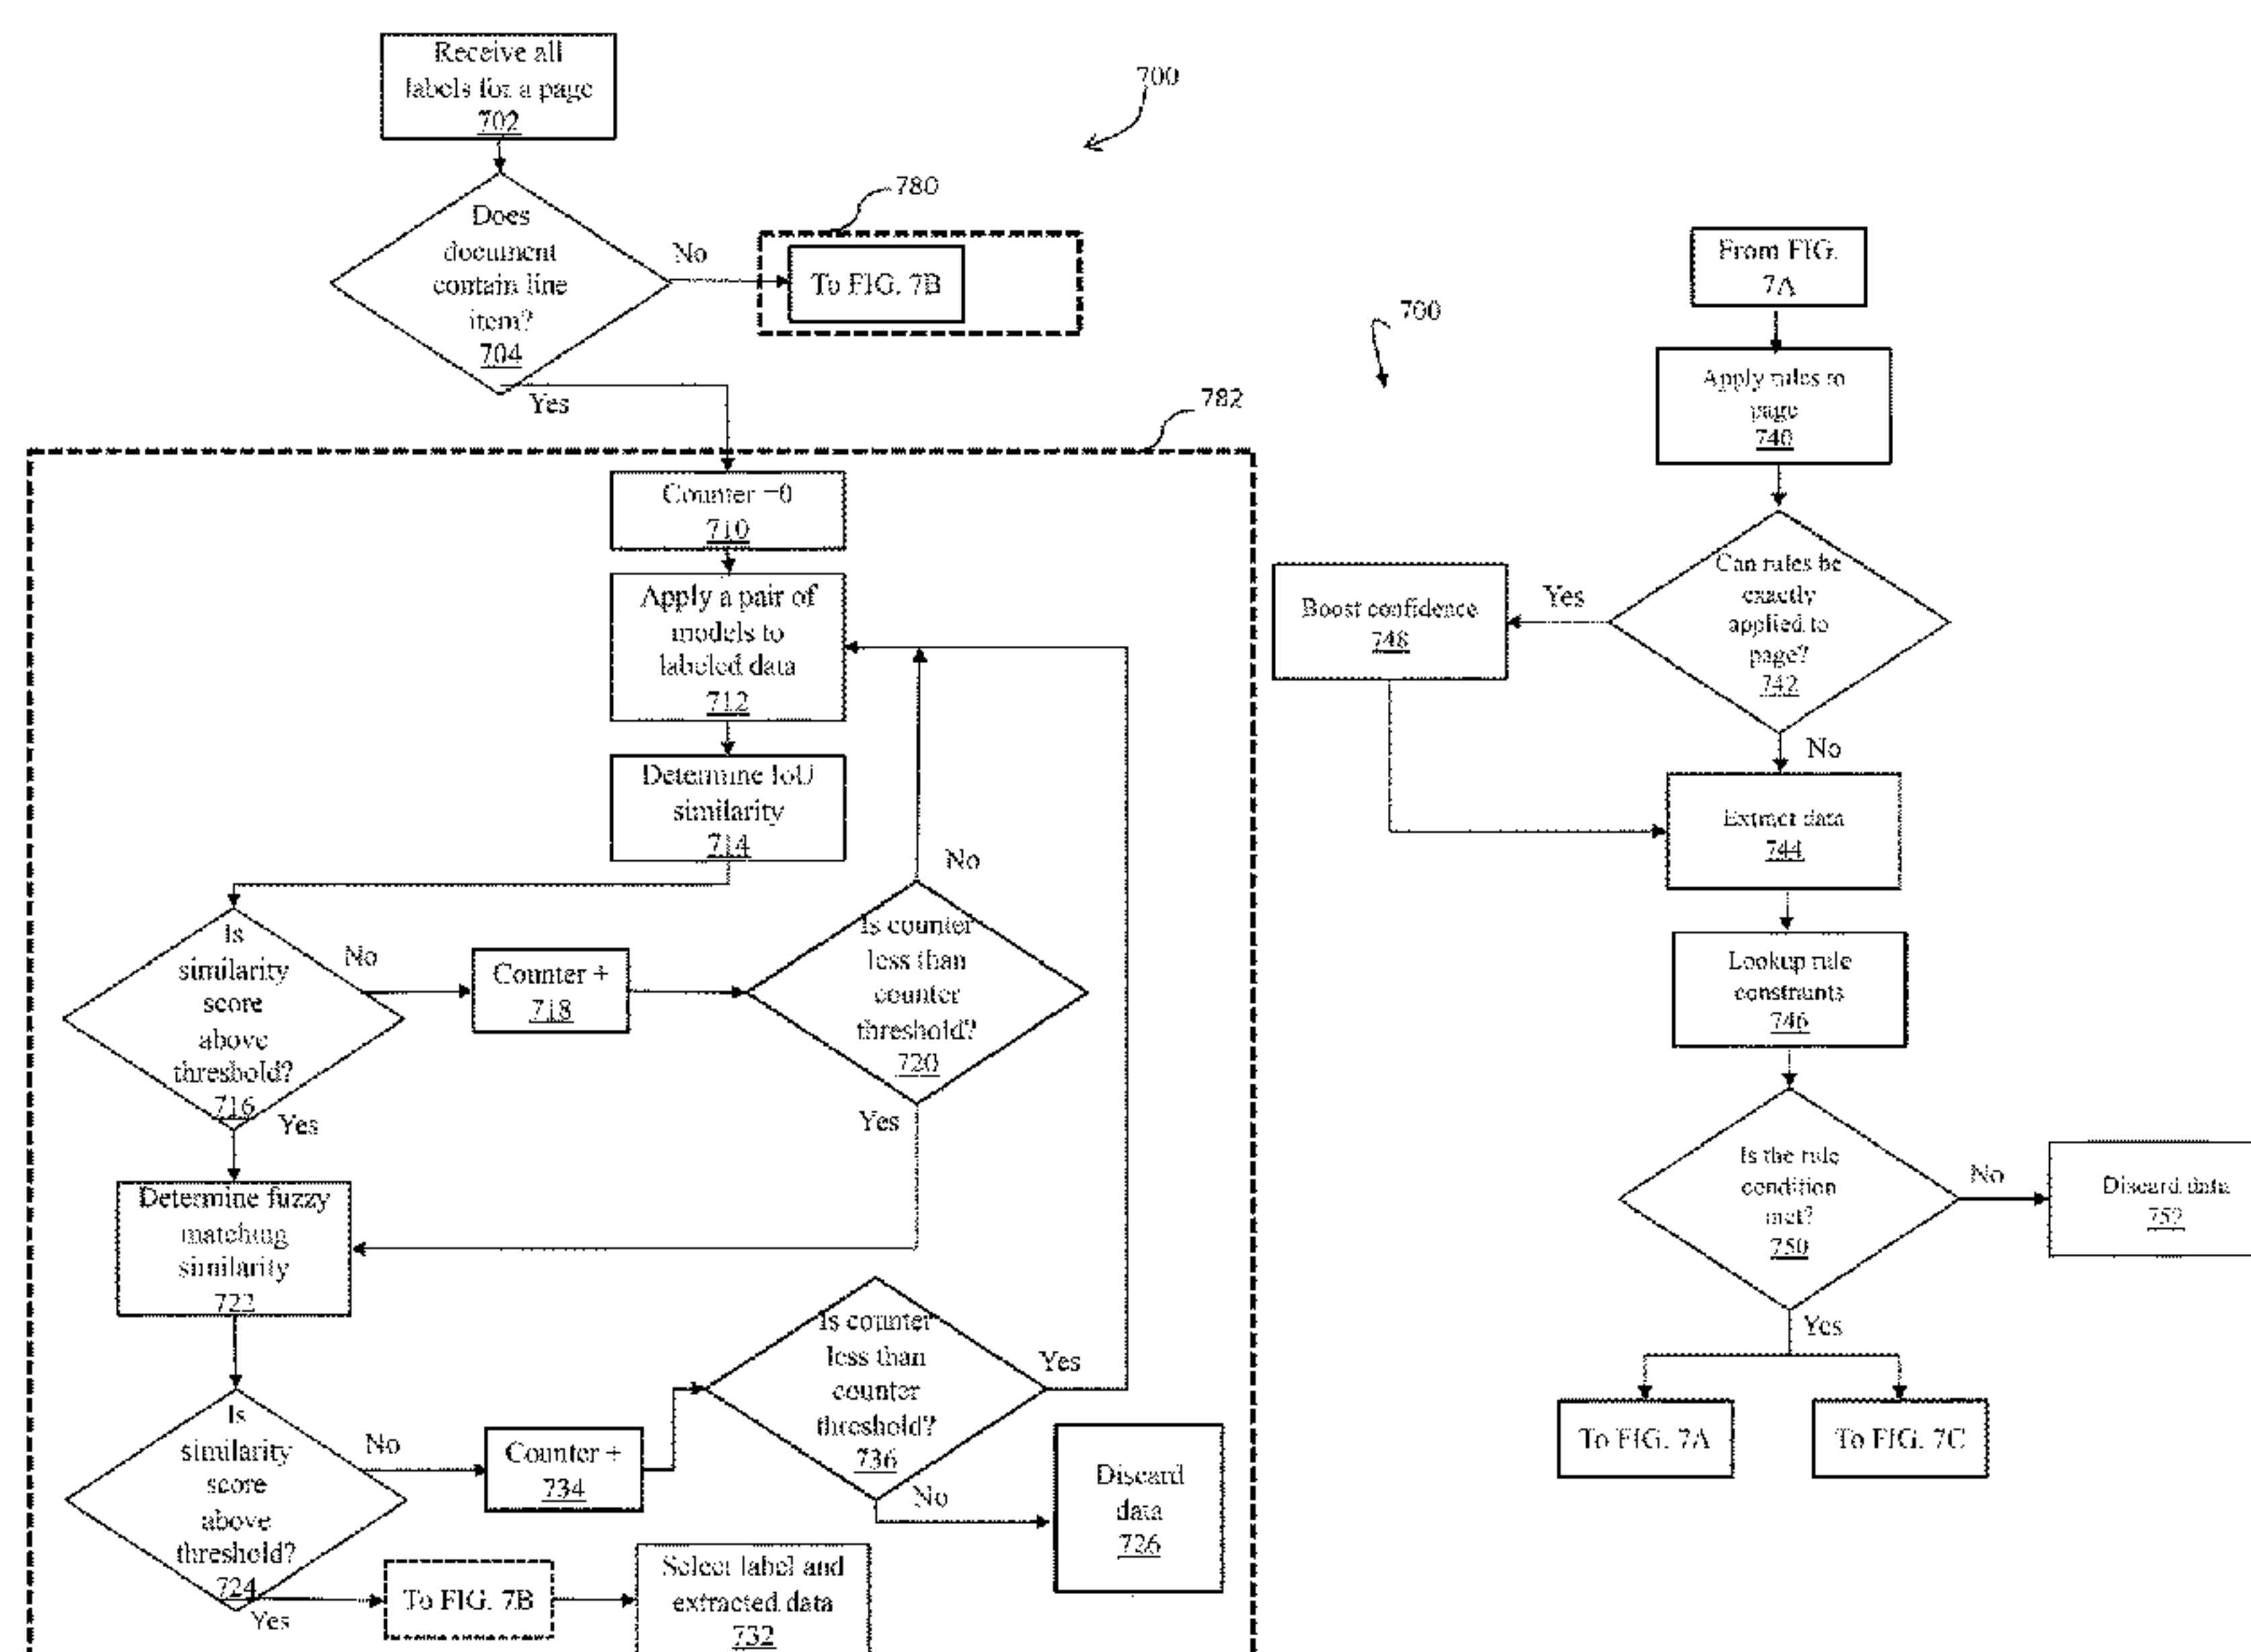 Receive all
labels for a page
702
700
Does
document
contain line
item?
704
No
780
To FIG. 7B
Yes
782
Counter =0
710
Apply a pair of
models to
labeled data
712
Determine IoU
similarity
714
Is
similarity
score
above
threshold?
716
No
Yes
Counter +
718
Is counter
less than
counter
threshold?
720
No
Yes
Determine fuzzy
matching
similarity
722
Is
similarity
score
above
threshold?
724
No
Yes
Counter +
734
Is counter
less than
counter
threshold?
736
Yes
No
Discard
data
726
To FIG. 7B
Select label and
extracted data
732
700
From FIG.
7A
Apply rules to
page
740
Can rules be
exactly
applied to
page?
742
Yes
No
Boost confidence
748
Extract data
744
Lookup rule
constraints
746
Is the rule
condition
met?
750
No
Yes
Discard data
752
To FIG. 7A
To FIG. 7C